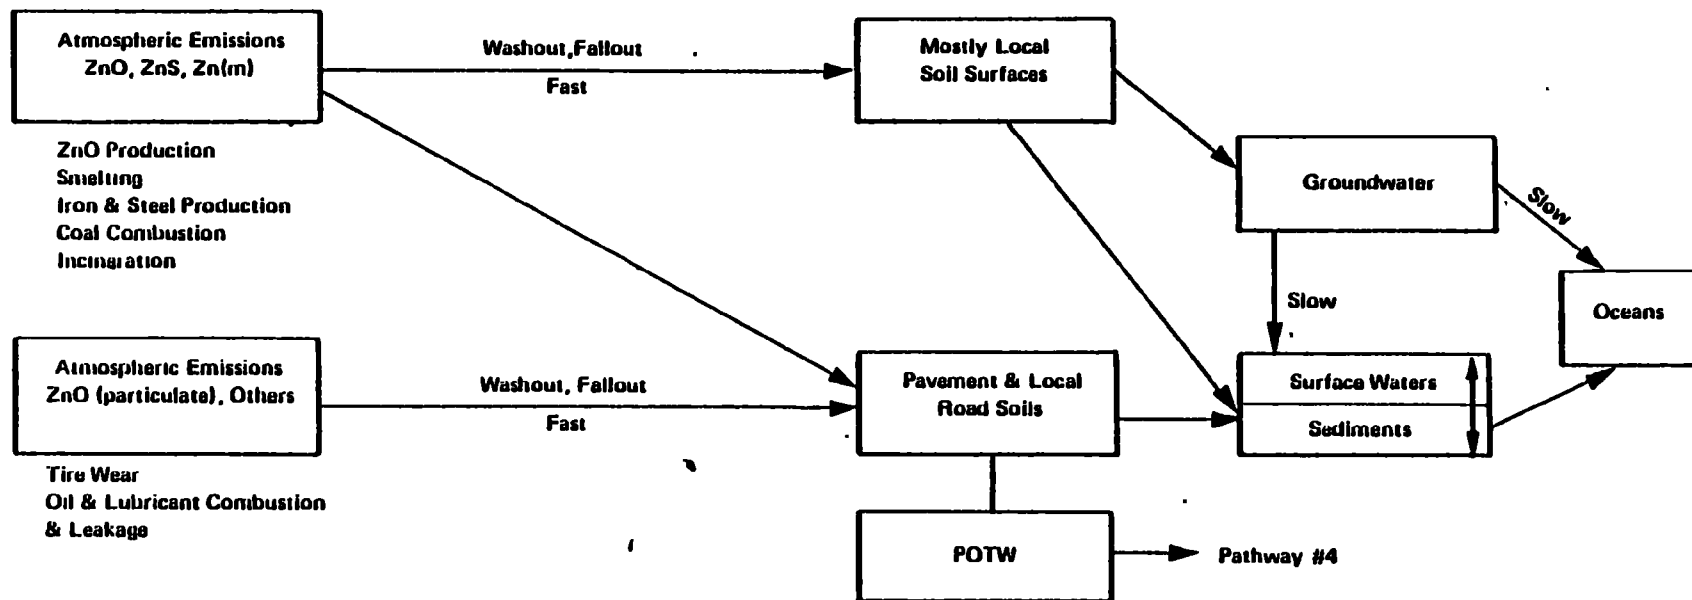 Atmospheric Emissions
ZnO, ZnS, Zn(m)
Washout,Fallout
Fast
Mostly Local
Soil Surfaces
ZnO Production
Smelting
Iron & Steel Production
Coal Combustion
Incineration
Groundwater
Slow
Slow
Oceans
Atmospheric Emissions
ZnO (particulate), Others
Washout, Fallout
Fast
Pavement & Local
Road Soils
Surface Waters
Sediments
Tire Wear
Oil & Lubricant Combustion
& Leakage
POTW
Pathway #4